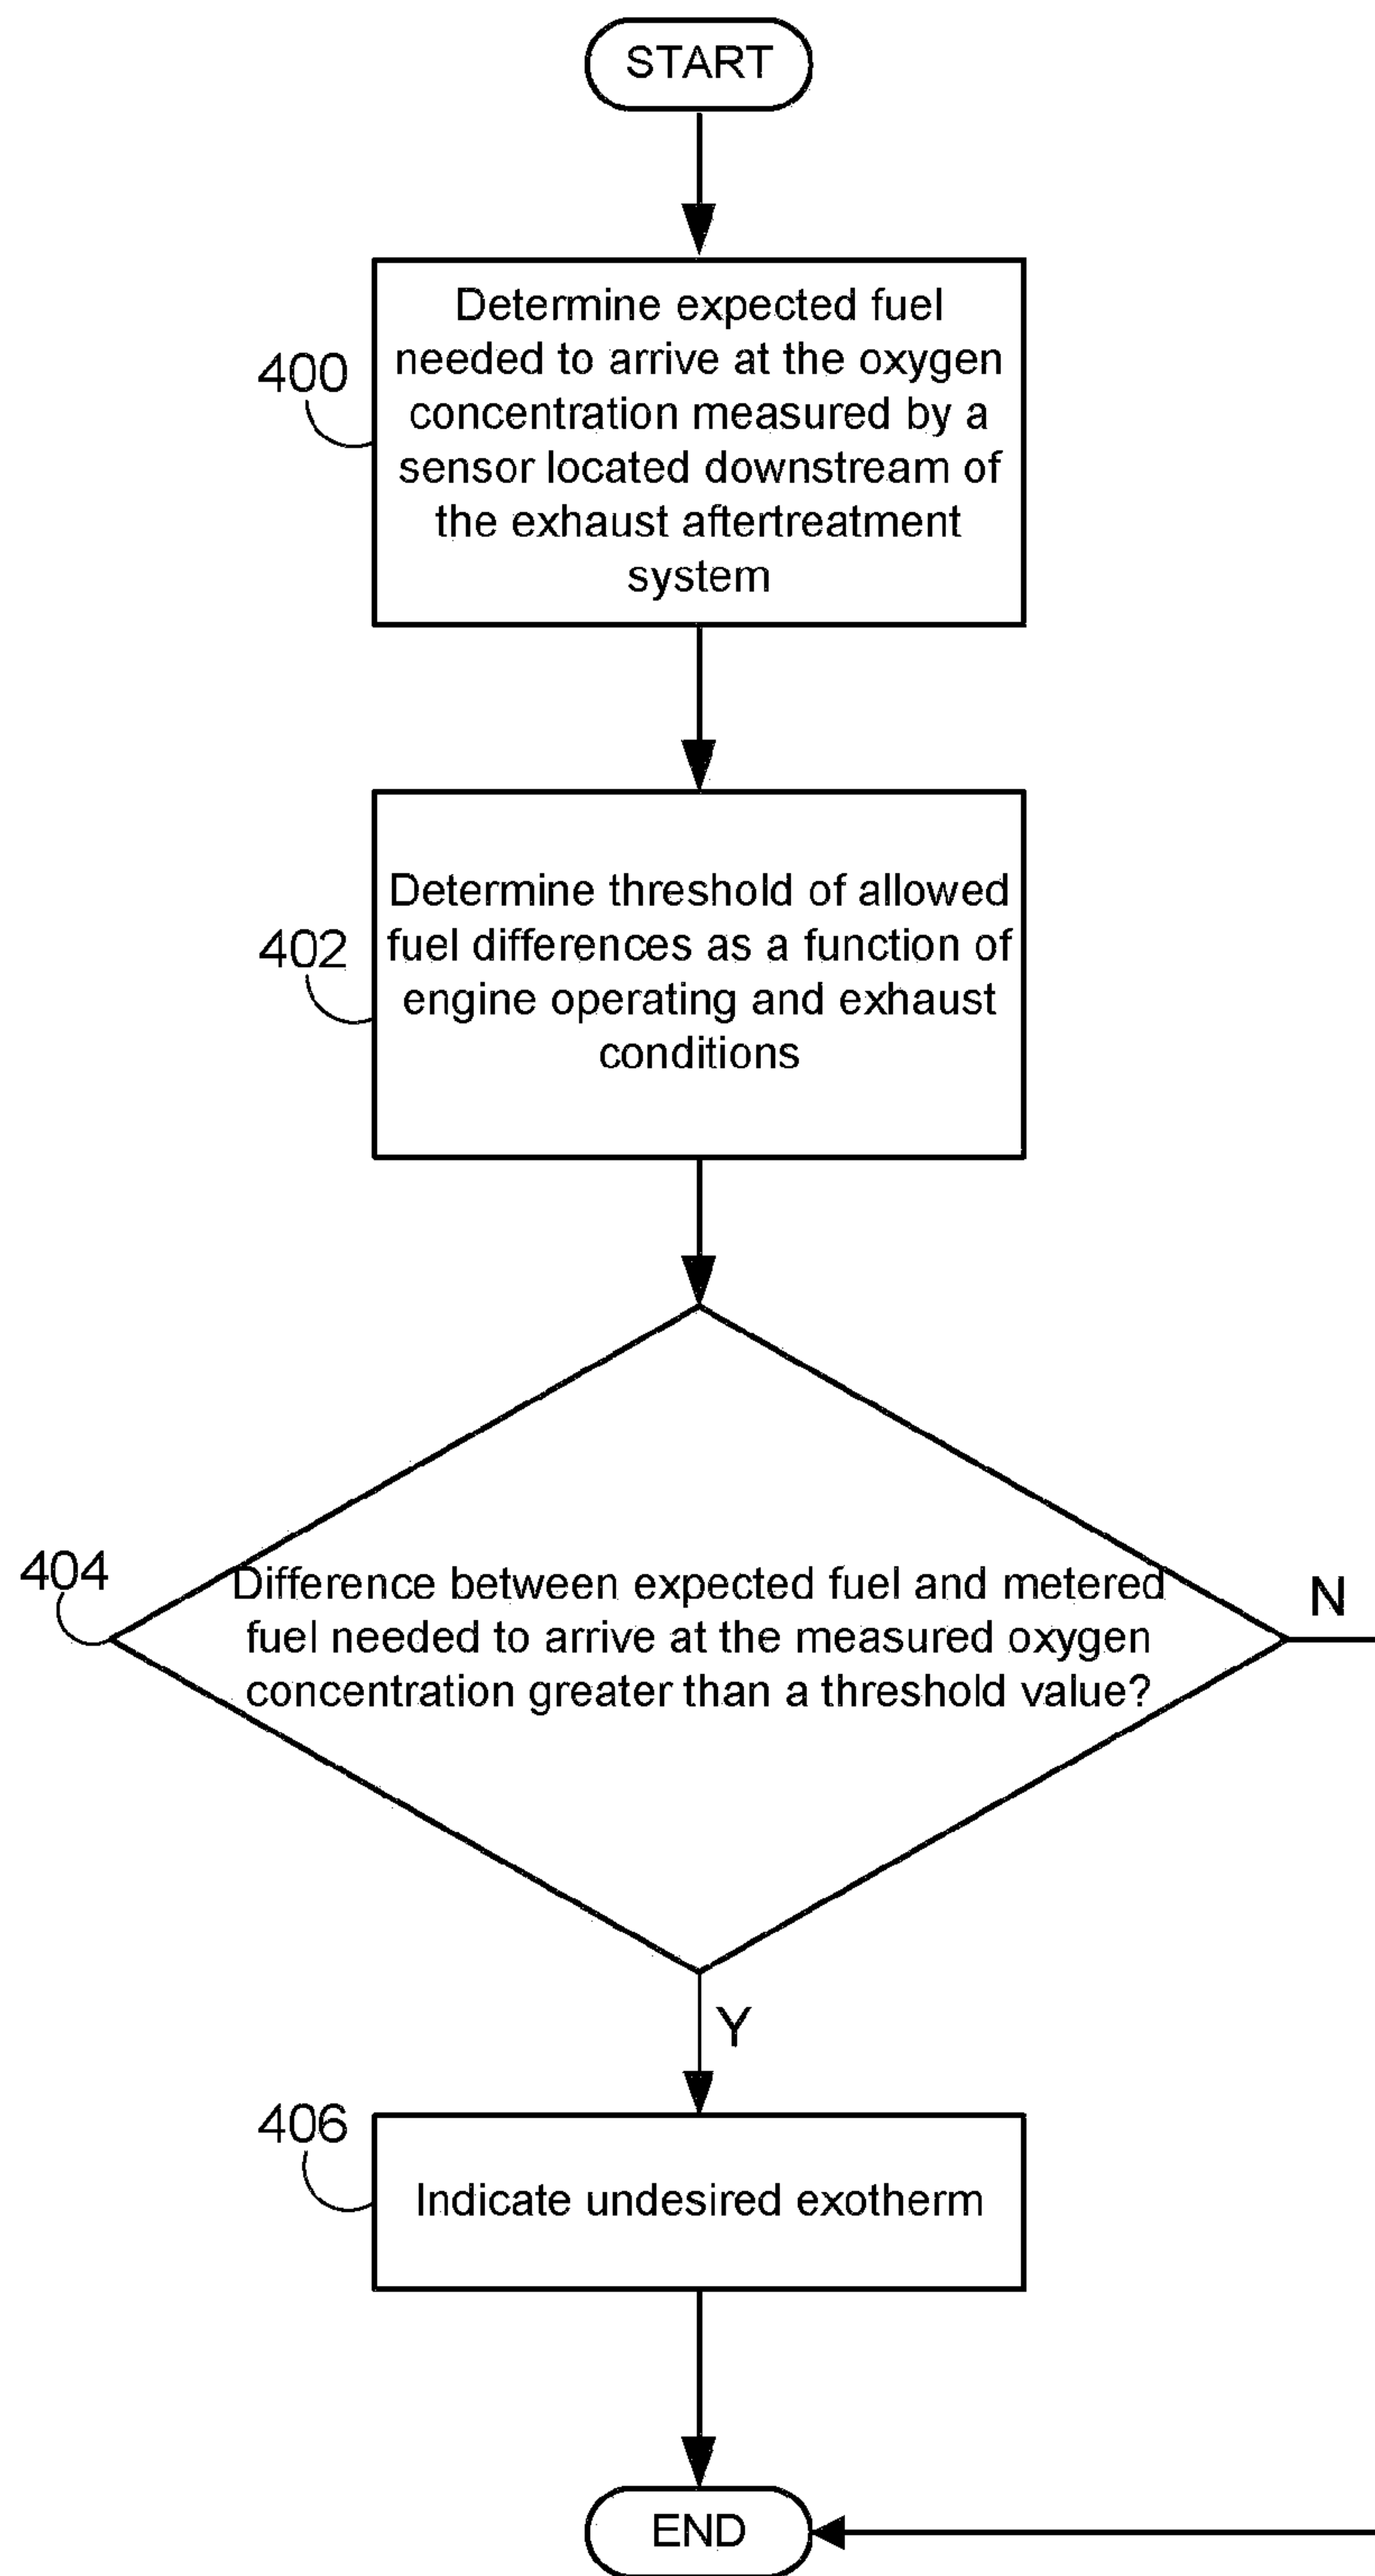 START
400
Determine expected fuel
needed to arrive at the oxygen
concentration measured by a
sensor located downstream of
the exhaust aftertreatment
system
402
Determine threshold of allowed
fuel differences as a function of
engine operating and exhaust
conditions
404
Difference between expected fuel and metered
fuel needed to arrive at the measured oxygen
concentration greater than a threshold value?
N
Y
406
Indicate undesired exotherm
END